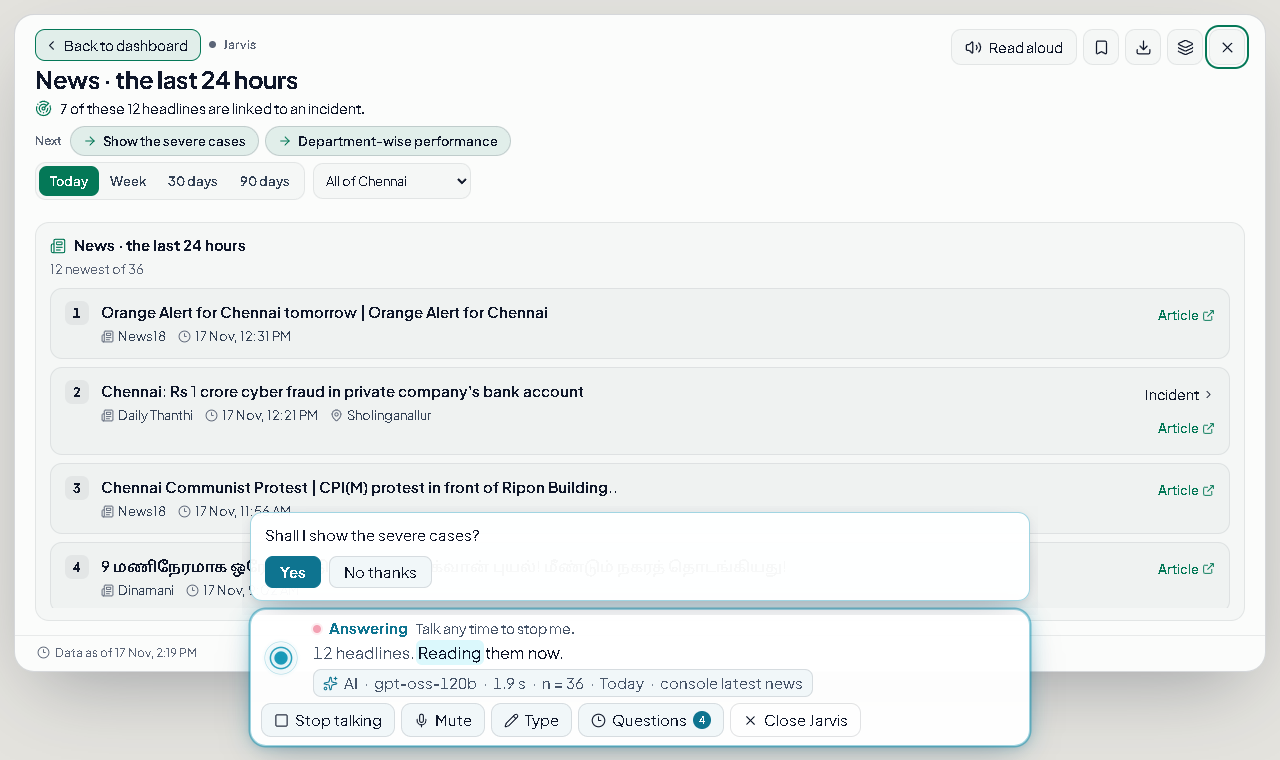 Back to dashboard
Jarvis
Read aloud
News · the last 24 hours
7 of these 12 headlines are linked to an incident.
Next
Show the severe cases
Department-wise performance
Today
Week
30 days
90 days
All of Chennai
News · the last 24 hours
12 newest of 36
1
Orange Alert for Chennai tomorrow | Orange Alert for Chennai
Article
News18
17 Nov, 12:31 PM
2
Chennai: Rs 1 crore cyber fraud in private company's bank account
Incident
Daily Thanthi
17 Nov, 12:21 PM
Sholinganallur
Article
3
Chennai Communist Protest | CPI(M) protest in front of Ripon Building..
Article
News18
17 Nov, 11:56 AM
Shall I show the severe cases?
4
9 மணிநேரமாக
புயல்! மீண்டும் நகரத் தொடங்கியது!
Article
Yes
No thanks
Dinamani
17 Nov,
Answering
Talk any time to stop me.
12 headlines. Reading them now.
Data as of 17 Nov, 2:19 PM
AI · gpt-oss-120b · 1.9 s · n = 36 · Today · console latest news
Stop talking
Mute
Type
Questions 4
Close Jarvis